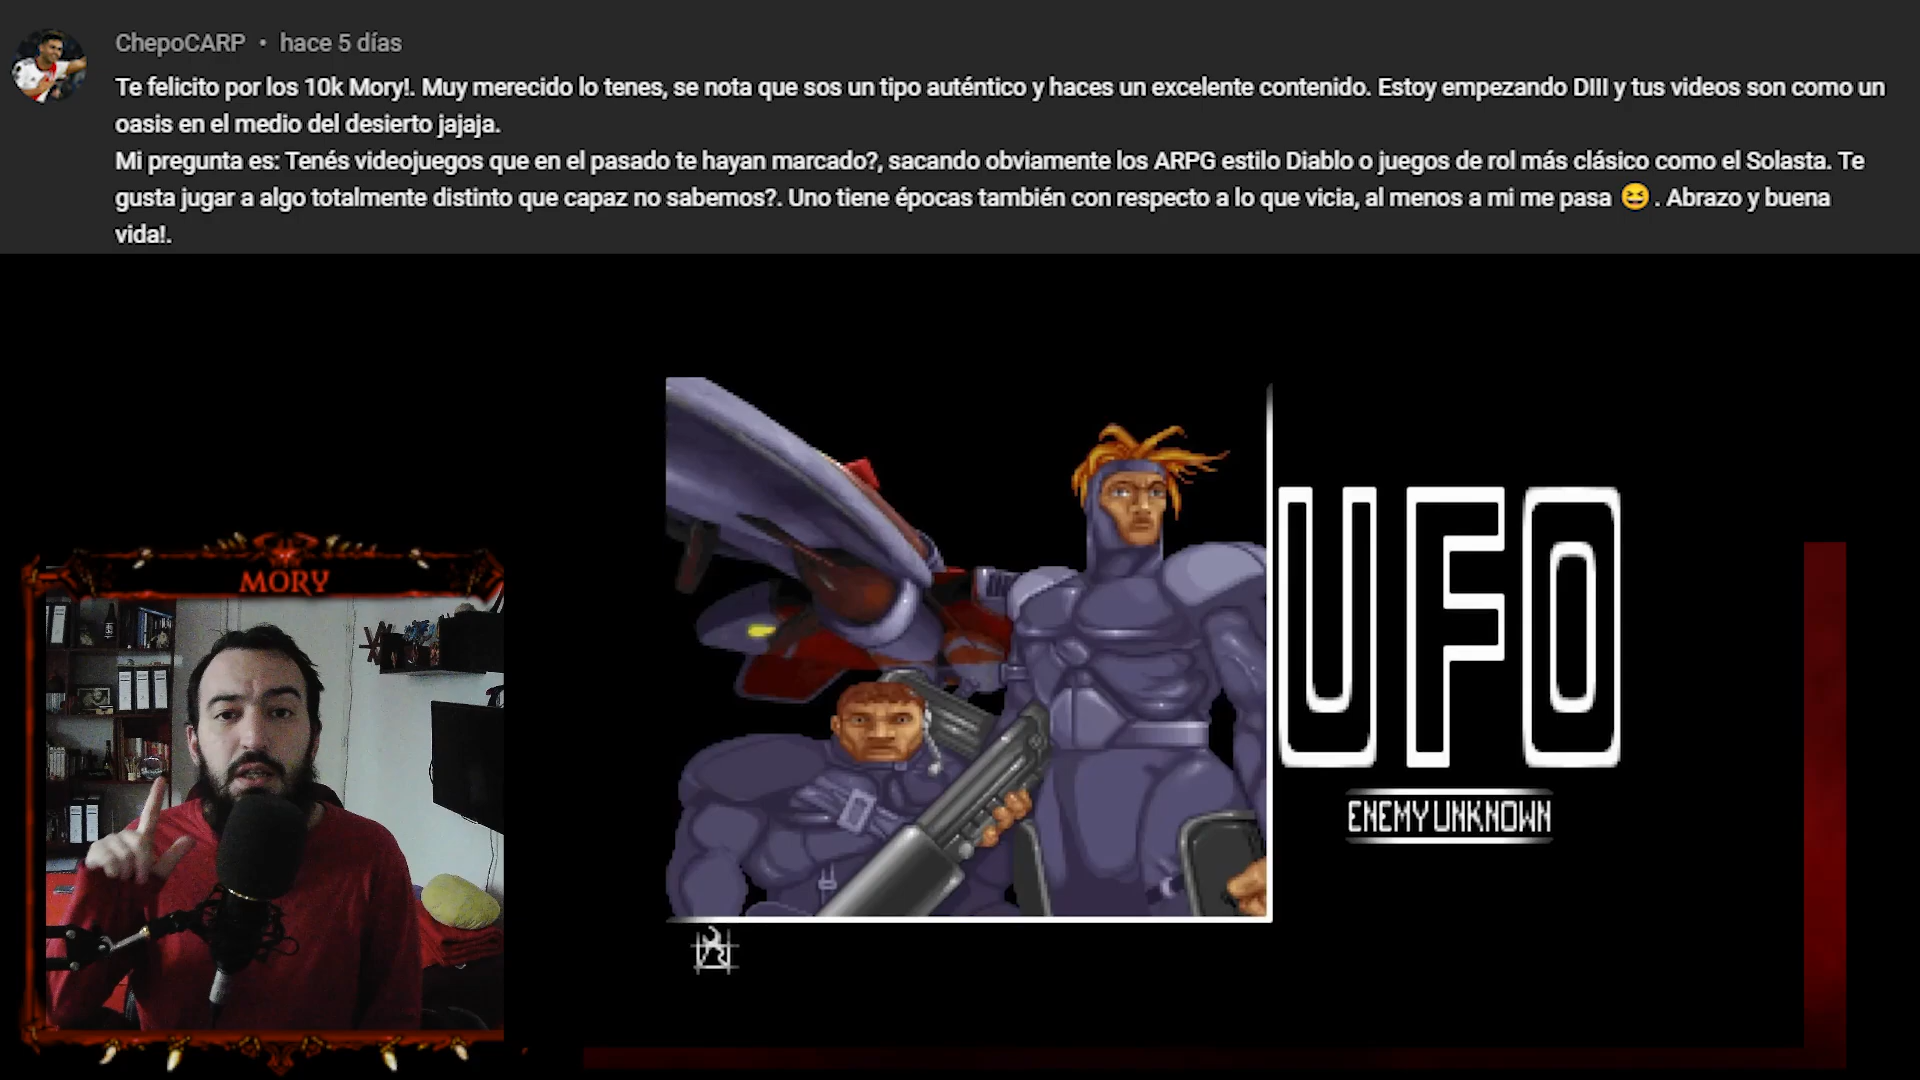 ChepoCARP • hace 5 días
Te felicito por los 10k Mory!. Muy merecido lo tenes, se nota que sos un tipo auténtico y haces un excelente contenido. Estoy empezando DIII y tus videos son como un
oasis en el medio del desierto jajaja.
Mi pregunta es: Tenés videojuegos que en el pasado te hayan marcado?, sacando obviamente los ARPG estilo Diablo o juegos de rol más clásico como el Solasta. Te
gusta jugar a algo totalmente distinto que capaz no sabemos?. Uno tiene épocas también con respecto a lo que vicia, al menos a mi me pasa 😆. Abrazo y buena
vida!.
UFO
ENEMY UNKNOWN
MORY